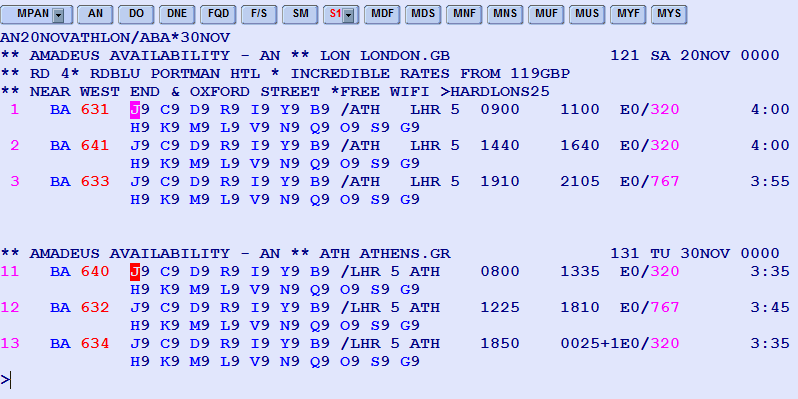 MPAN AN DO DNE FQD F/S SM S1 MDF MDS MNF MNS MUF MUS MYF MYS
AN20NOVATHLON/ABA*30NOV
** AMADEUS AVAILABILITY - AN ** LON LONDON.GB 121 SA 20NOV 0000
** RD 4* RDBLU PORTMAN HTL * INCREDIBLE RATES FROM 119GBP
** NEAR WEST END & OXFORD STREET *FREE WIFI >HARDLONS25
1 BA 631 J9 C9 D9 R9 I9 Y9 B9 /ATH LHR 5 0900 1100 E0/320 4:00
H9 K9 M9 L9 V9 N9 Q9 O9 S9 G9
2 BA 641 J9 C9 D9 R9 I9 Y9 B9 /ATH LHR 5 1440 1640 E0/320 4:00
H9 K9 M9 L9 V9 N9 Q9 O9 S9 G9
3 BA 633 J9 C9 D9 R9 I9 Y9 B9 /ATH LHR 5 1910 2105 E0/767 3:55
H9 K9 M9 L9 V9 N9 Q9 O9 S9 G9
** AMADEUS AVAILABILITY - AN ** ATH ATHENS.GR 131 TU 30NOV 0000
11 BA 640 J9 C9 D9 R9 I9 Y9 B9 /LHR 5 ATH 0800 1335 E0/320 3:35
H9 K9 M9 L9 V9 N9 Q9 O9 S9 G9
12 BA 632 J9 C9 D9 R9 I9 Y9 B9 /LHR 5 ATH 1225 1810 E0/767 3:45
H9 K9 M9 L9 V9 N9 Q9 O9 S9 G9
13 BA 634 J9 C9 D9 R9 I9 Y9 B9 /LHR 5 ATH 1850 0025+1E0/320 3:35
H9 K9 M9 L9 V9 N9 Q9 O9 S9 G9
>